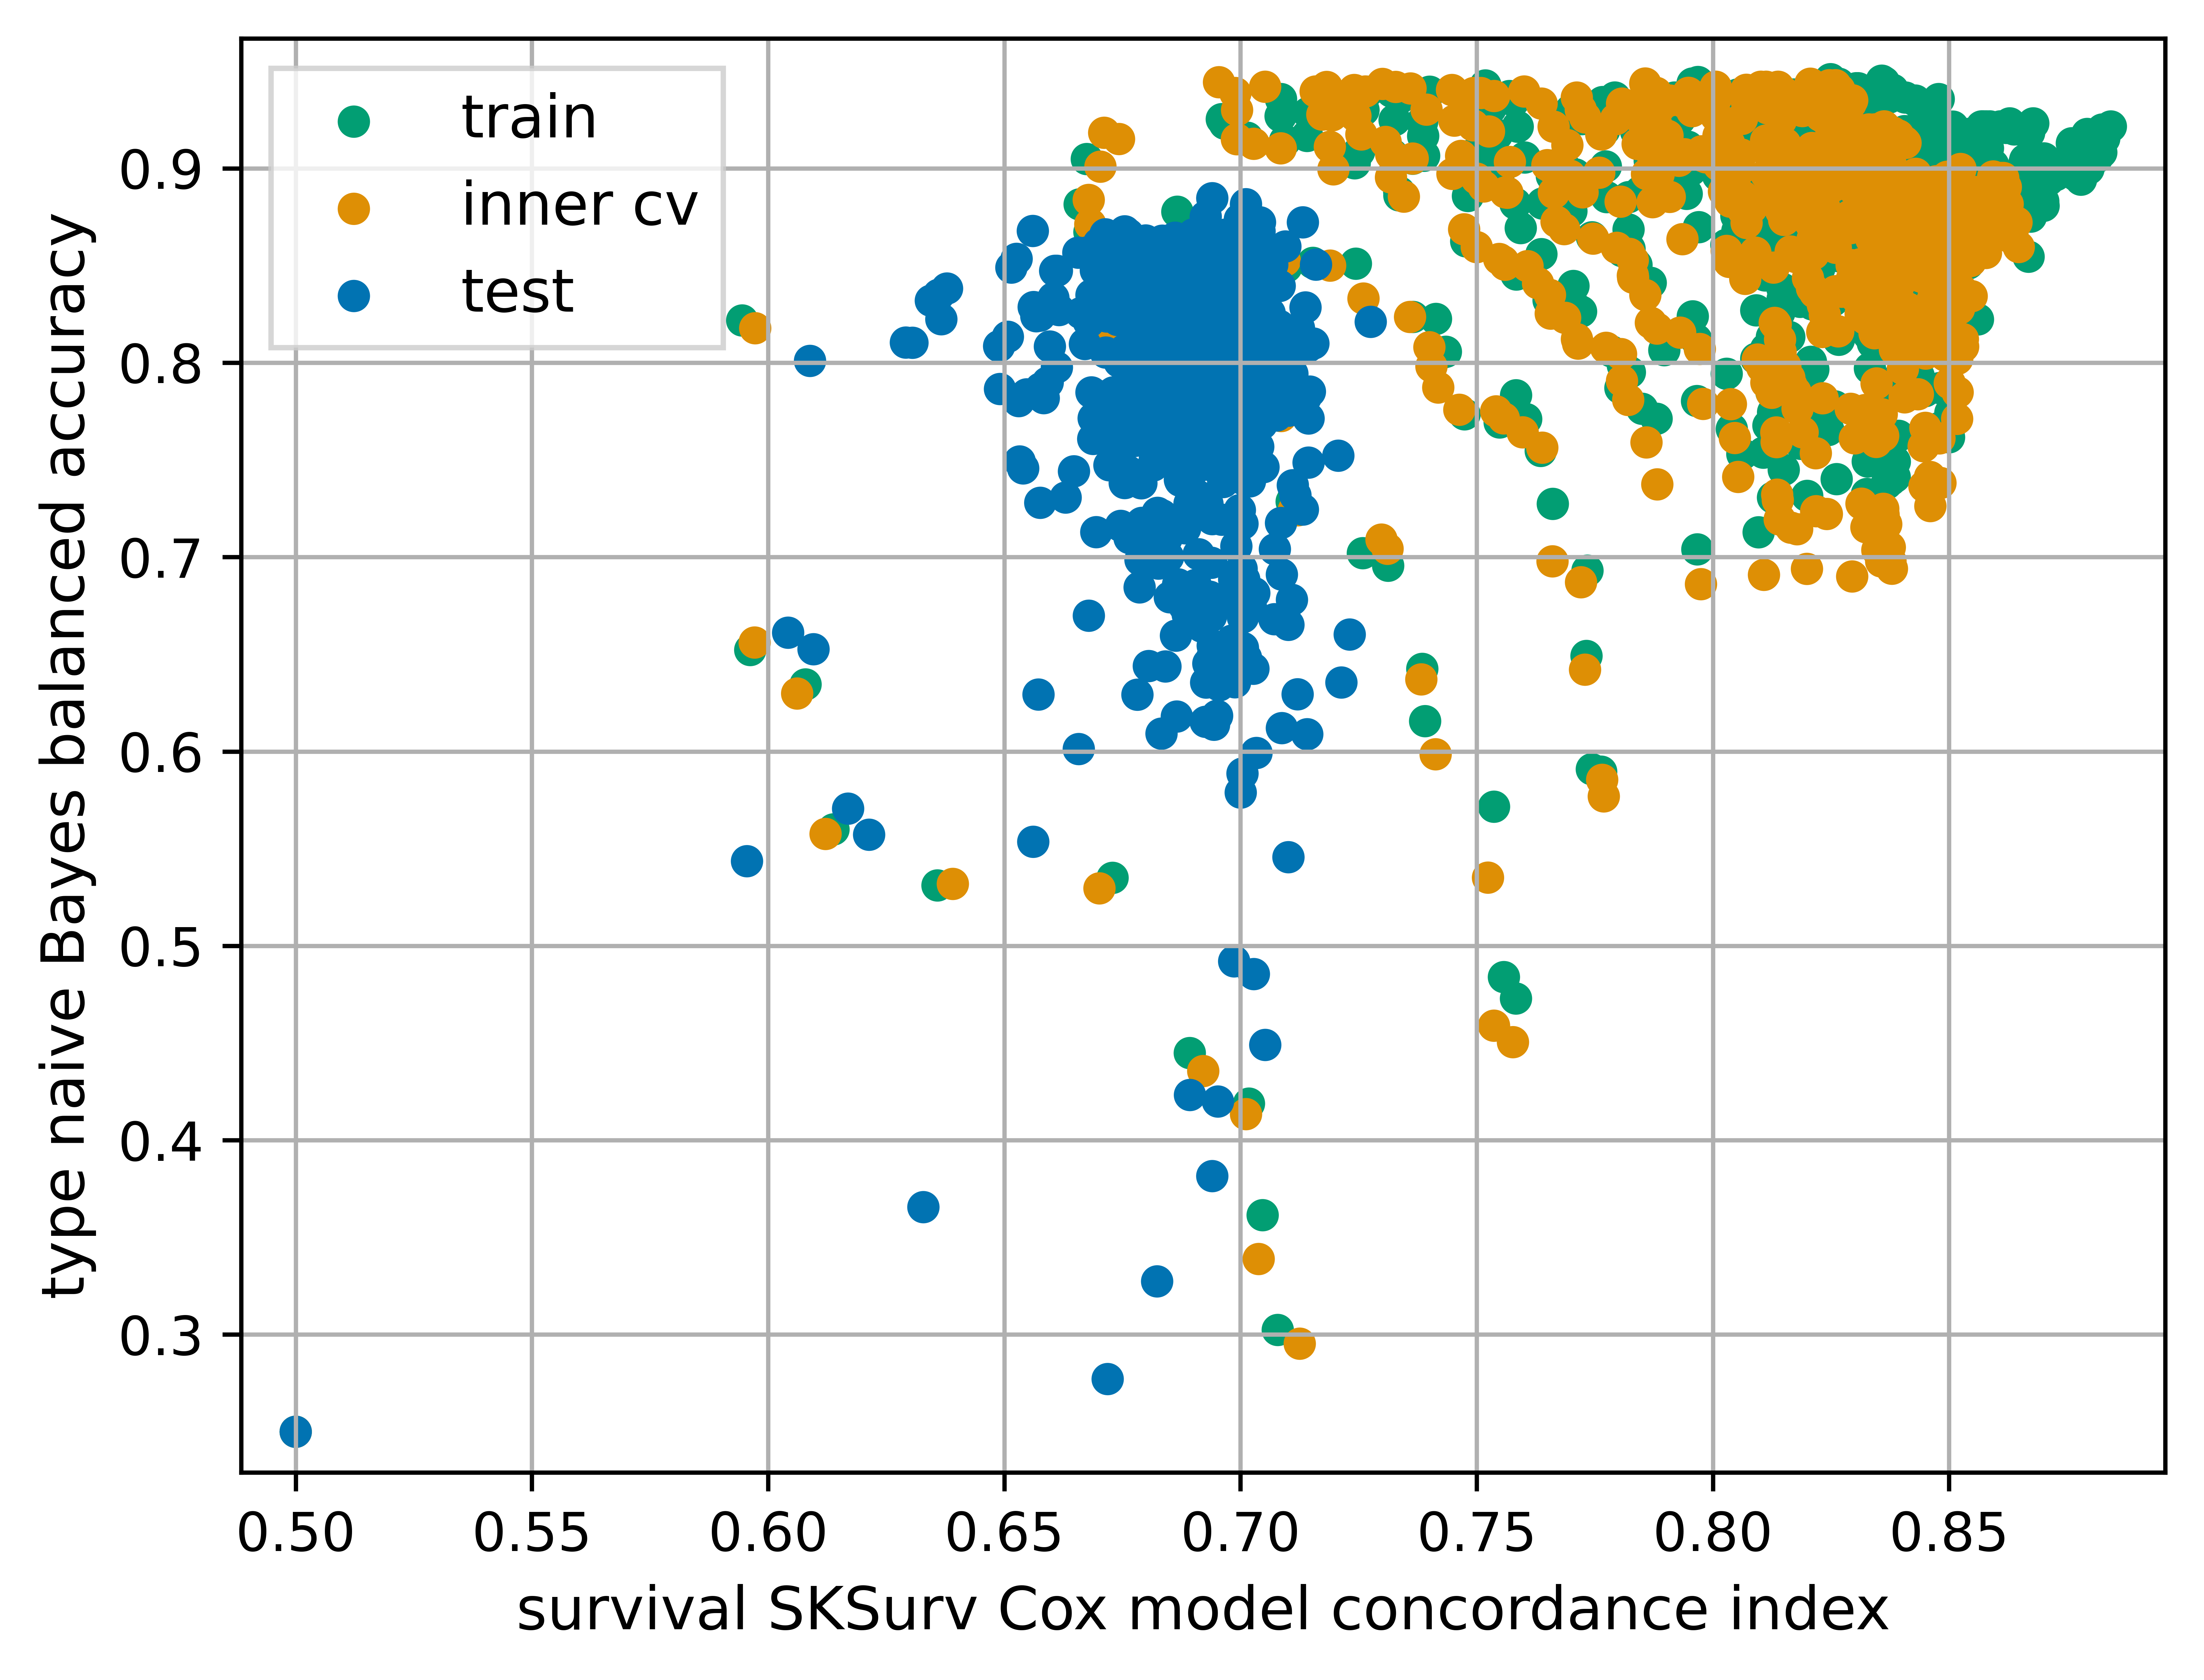 train
inner cv
test
type naive Bayes balanced accuracy
0.9
0.8
0.7
0.6
0.5
0.4
0.3
0.50 0.55 0.60 0.65 0.70 0.75 0.80 0.85
survival SKSurv Cox model concordance index